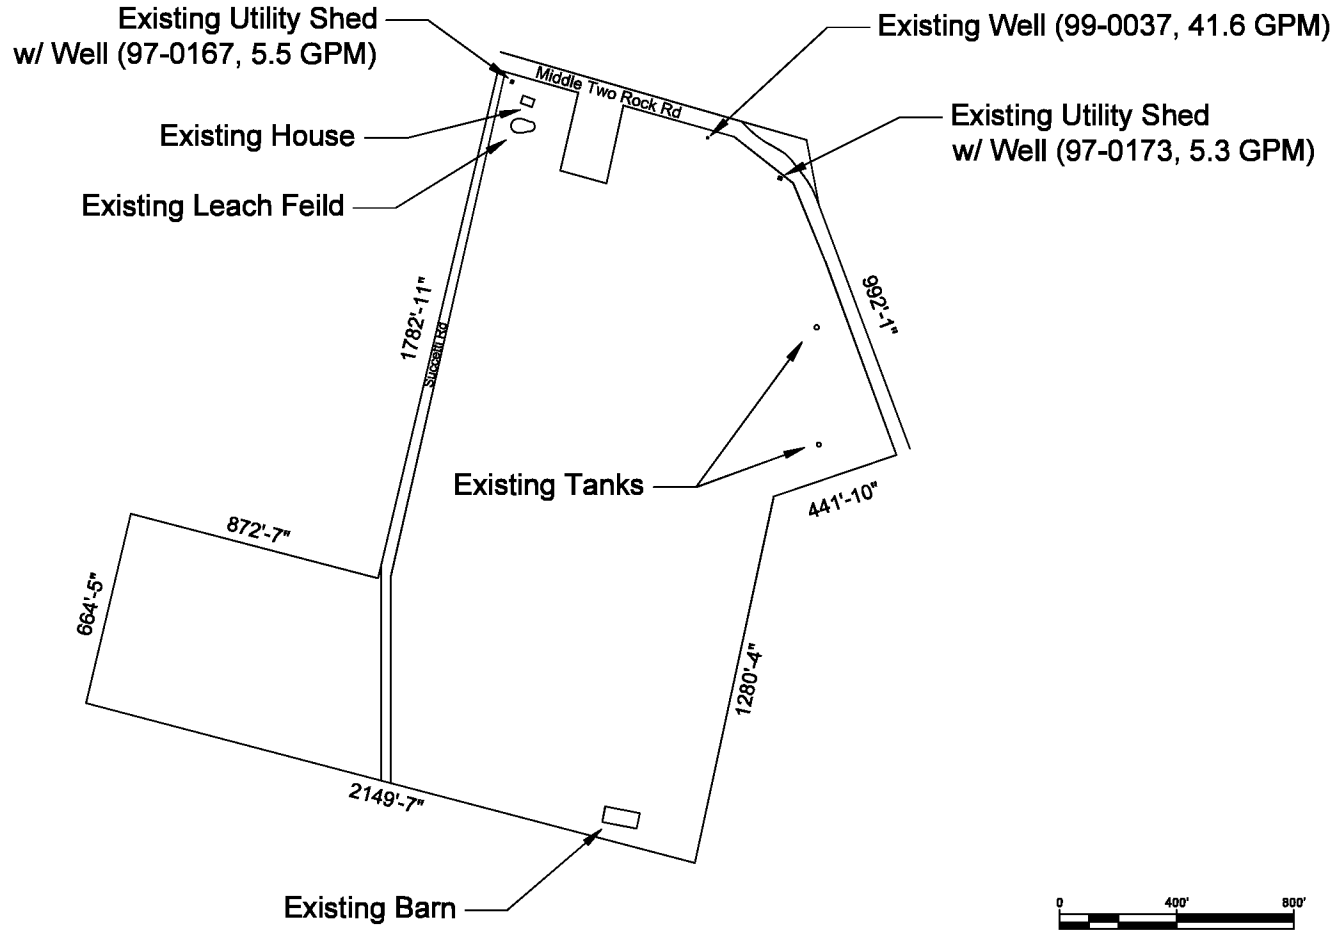 Existing Utility Shed
w/ Well (97-0167, 5.5 GPM)
Existing Well (99-0037, 41.6 GPM)
Middle Two Rock Rd
Existing House
Existing Utility Shed
w/ Well (97-0173, 5.3 GPM)
Existing Leach Feild
1782'-11"
Succetti Rd
992'-1"
Existing Tanks
441'-10"
872'-7"
664'-5"
1280'-4"
2149'-7"
Existing Barn
0 400' 800'